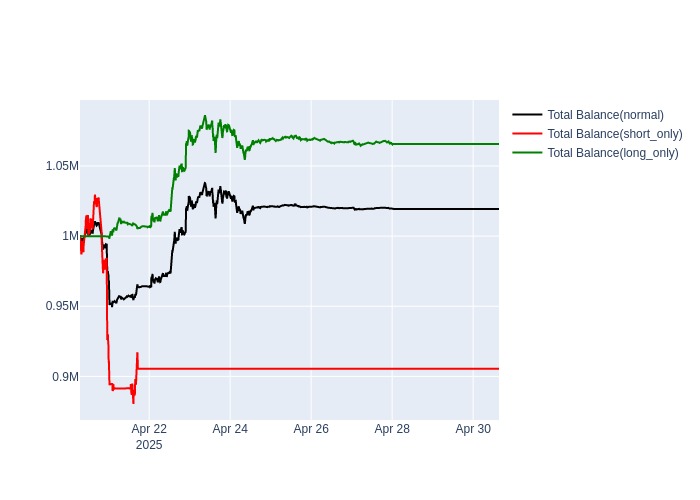 Total Balance(normal)
Total Balance(short_only)
Total Balance(long_only)
1.05M
1M
0.95M
0.9M
Apr 22
2025
Apr 24
Apr 26
Apr 28
Apr 30